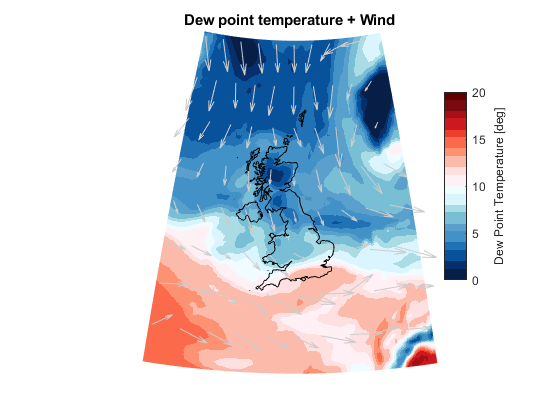 Dew point temperature + Wind
20
15
10
5
0
Dew Point Temperature [deg]